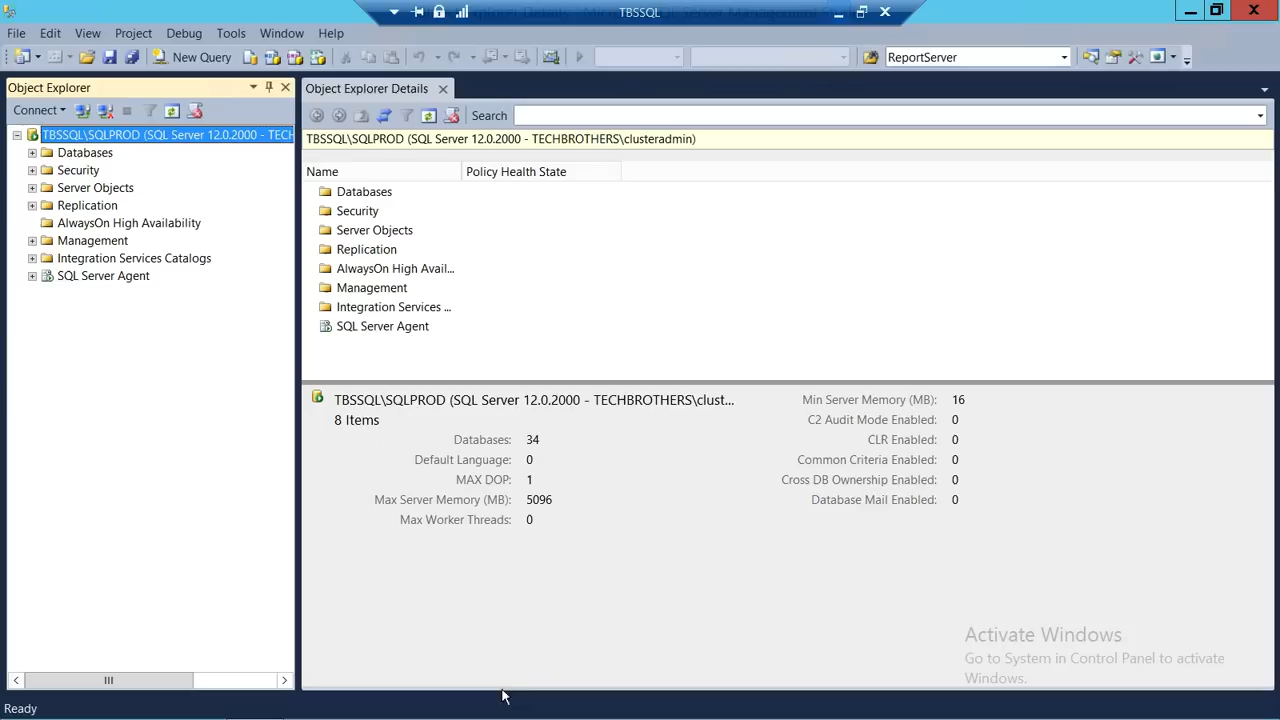 TBSSQL
File Edit View Project Debug Tools Window Help
New Query ReportServer
Object Explorer
Object Explorer Details
Connect
Search
TBSSQL\SQLPROD (SQL Server 12.0.2000 - TECH
Databases
Security
Server Objects
Replication
AlwaysOn High Availability
Management
Integration Services Catalogs
SQL Server Agent
TBSSQL\SQLPROD (SQL Server 12.0.2000 - TECHBROTHERS\clusteradmin)
Name Policy Health State
Databases
Security
Server Objects
Replication
AlwaysOn High Avail...
Management
Integration Services ...
SQL Server Agent
TBSSQL\SQLPROD (SQL Server 12.0.2000 - TECHBROTHERS\clust...
8 Items
Databases: 34
Default Language: 0
MAX DOP: 1
Max Server Memory (MB): 5096
Max Worker Threads: 0
Min Server Memory (MB): 16
C2 Audit Mode Enabled: 0
CLR Enabled: 0
Common Criteria Enabled: 0
Cross DB Ownership Enabled: 0
Database Mail Enabled: 0
Activate Windows
Go to System in Control Panel to activate
Windows.
Ready